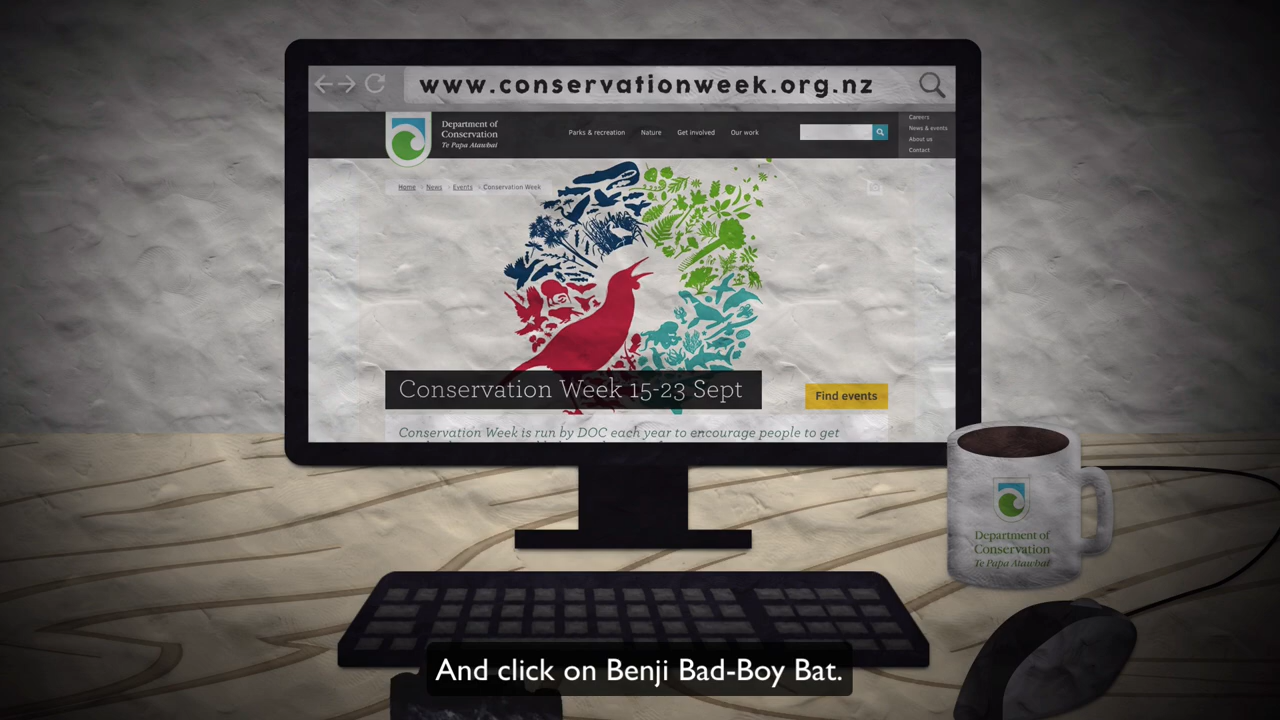 www.conservationweek.org.nz
Department of
Conservation
Te Papa Atawbai
Parks & recreation Nature Get involved Our work
Careers
News & events
About us
Contact
Home > News > Events > Conservation Week
Conservation Week 15-23 Sept
Find events
Conservation Week is run by DOC each year to encourage people to get
Department of
Conservation
Te Papa Atawbai
And click on Benji Bad-Boy Bat.